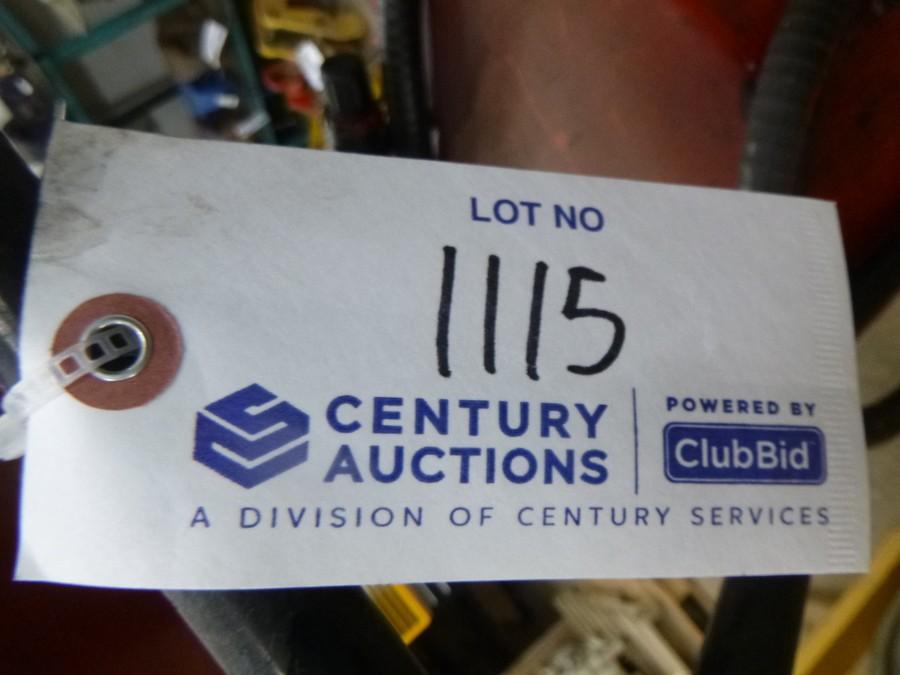 LOT NO
1115
CENTURY
AUCTIONS
POWERED BY
ClubBid
A DIVISION OF CENTURY SERVICES